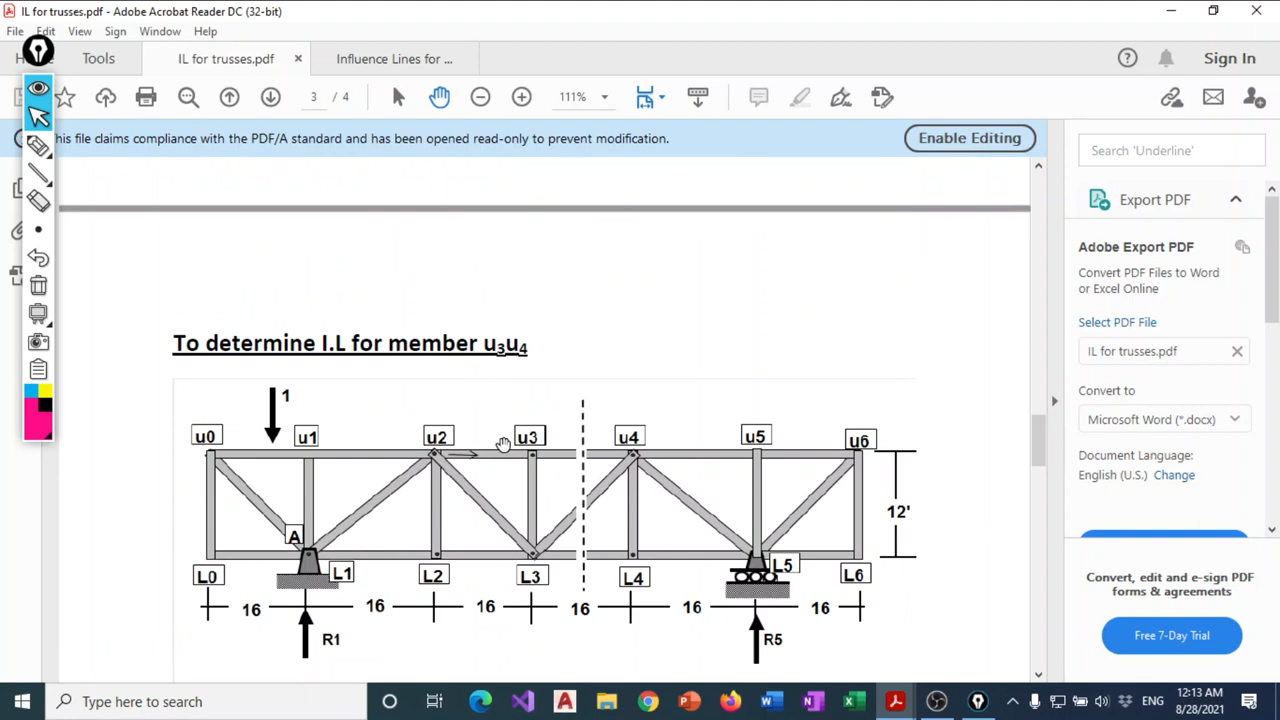 IL for trusses.pdf - Adobe Acrobat Reader DC (32-bit)
File Edit View Sign Window Help
Tools IL for trusses.pdf × Influence Lines for ... Sign In
3 / 4 111%
his file claims compliance with the PDF/A standard and has been opened read-only to prevent modification. Enable Editing
Search 'Underline'
Export PDF
Adobe Export PDF
Convert PDF Files to Word
or Excel Online
Select PDF File
IL for trusses.pdf
Convert to
Microsoft Word (*.docx)
Document Language:
English (U.S.) Change
Convert, edit and e-sign PDF
forms & agreements
Free 7-Day Trial
To determine I.L for member u3u4
1
u0 u1 u2 u3 u4 u5 u6
12'
A
L0 L1 L2 L3 L4 L5 L6
16 16 16 16 16 16
R1 R5
Type here to search
ENG
12:13 AM
8/28/2021